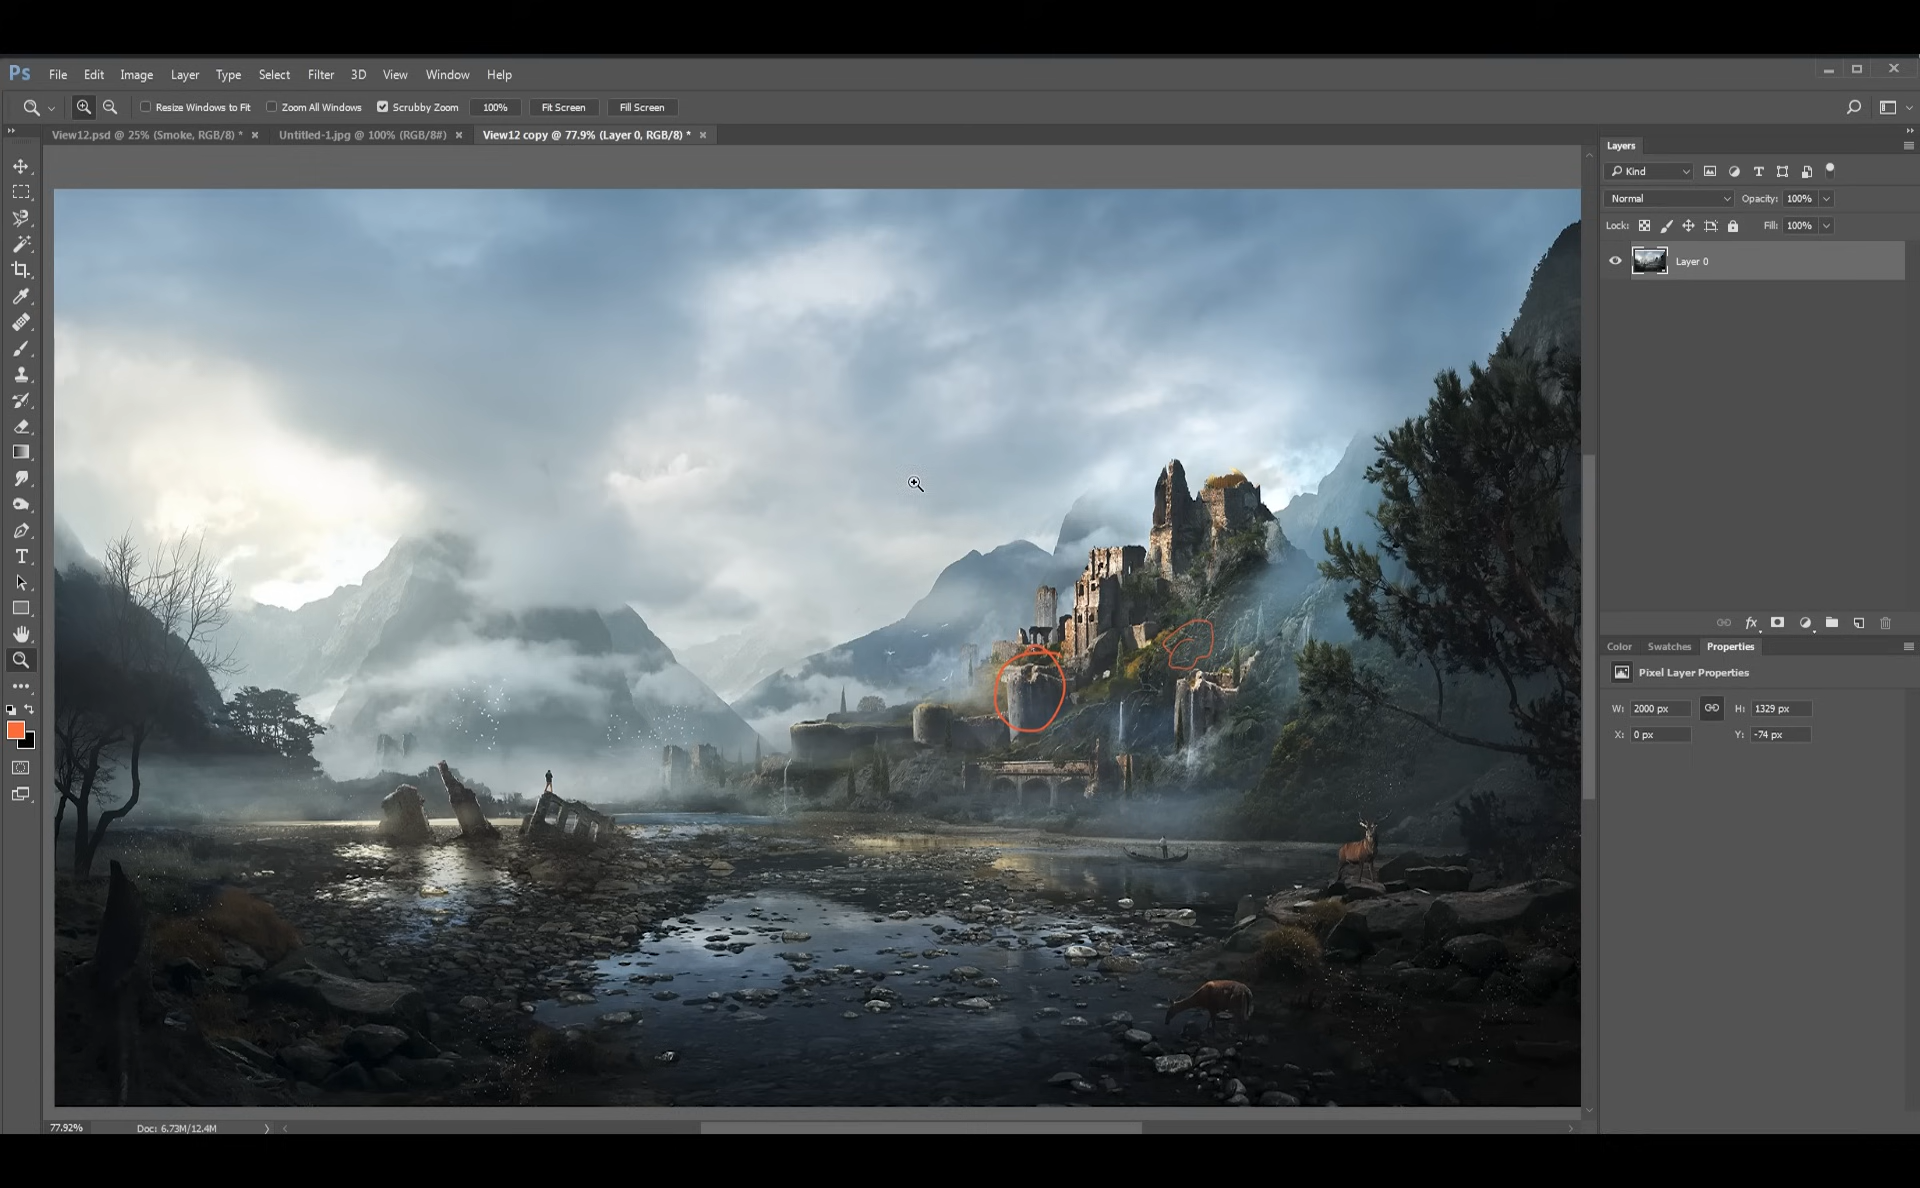 Ps File Edit Image Layer Type Select Filter 3D View Window Help
Resize Windows to Fit Zoom All Windows Scrubby Zoom 100% Fit Screen Fill Screen
View12.psd @ 25% (Smoke, RGB/8) * Untitled-1.jpg @ 100% (RGB/8#) View12 copy @ 77.9% (Layer 0, RGB/8) *
Layers
Kind
Normal Opacity: 100%
Lock: Fill: 100%
Layer 0
fx
Color Swatches Properties
Pixel Layer Properties
W: 2000 px H: 1329 px
X: 0 px Y: -74 px
77.92% Doc: 6.73M/12.4M